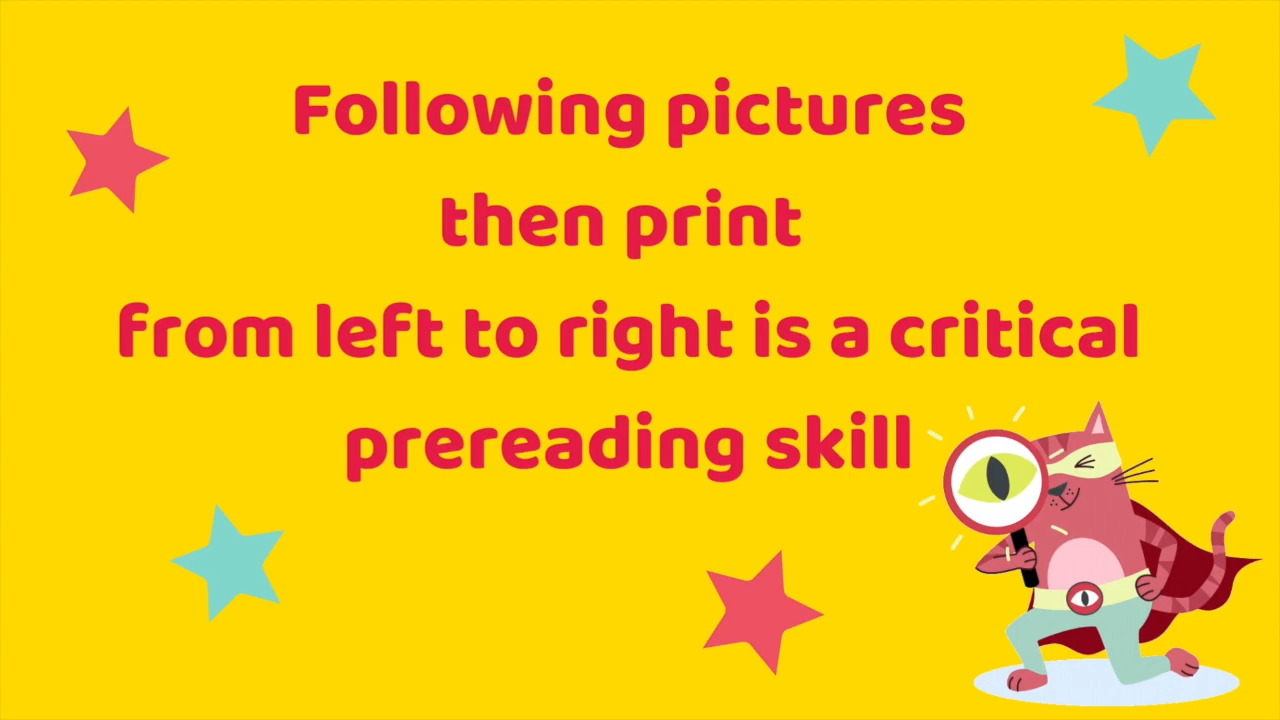 Following pictures
then print
from left to right is a critical
prereading skill